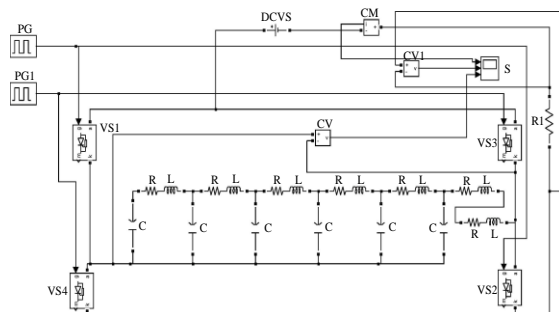 DCVS
CM
PG
CV1
S
PG1
R1
VS1
CV
VS3
R L R L R L R L R L R L
C C C C C C R L
VS4
VS2